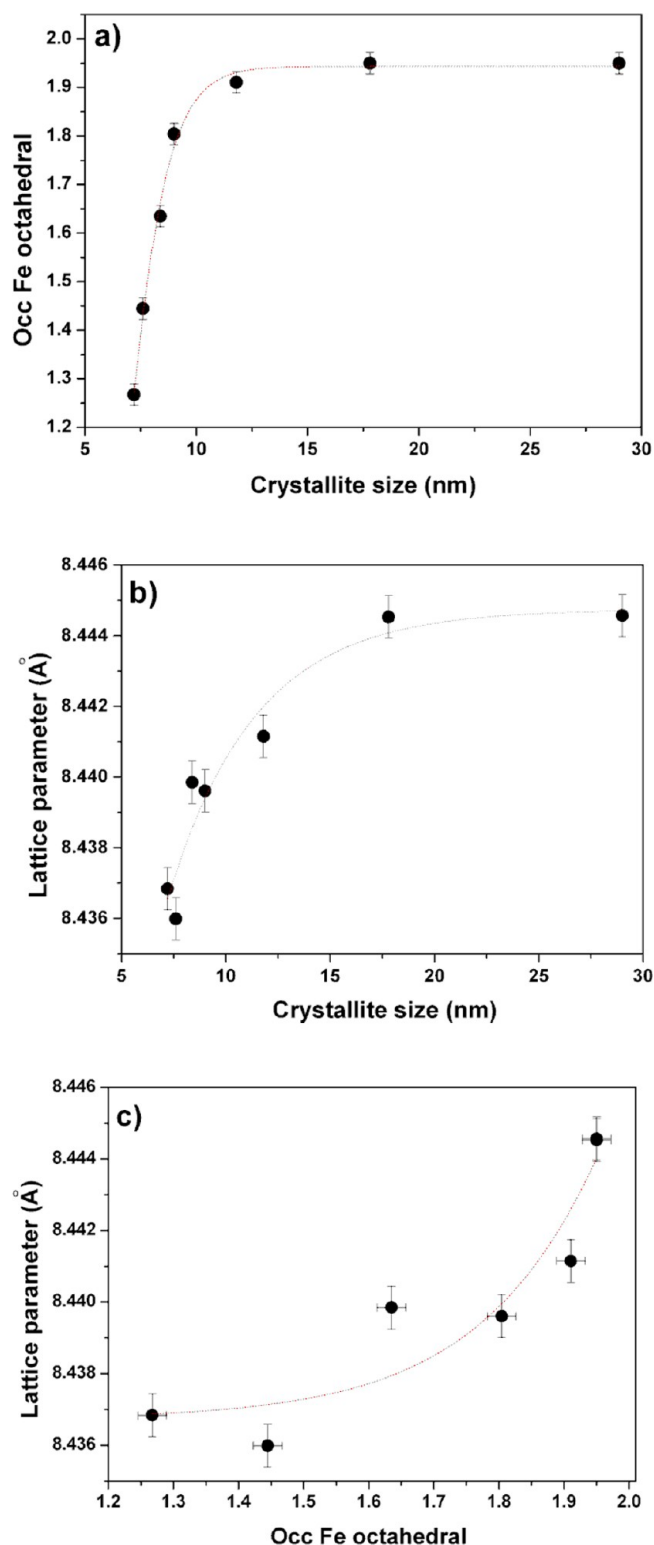 a)
2.0
1.9
1.8
1.7
1.6
1.5
1.4
1.3
1.2
Occ Fe octahedral
5 10 15 20 25 30
Crystallite size (nm)
b)
8.446
8.444
8.442
8.440
8.438
8.436
Lattice parameter (Å)
5 10 15 20 25 30
Crystallite size (nm)
c)
8.446
8.444
8.442
8.440
8.438
8.436
Lattice parameter (Å)
1.2 1.3 1.4 1.5 1.6 1.7 1.8 1.9 2.0
Occ Fe octahedral